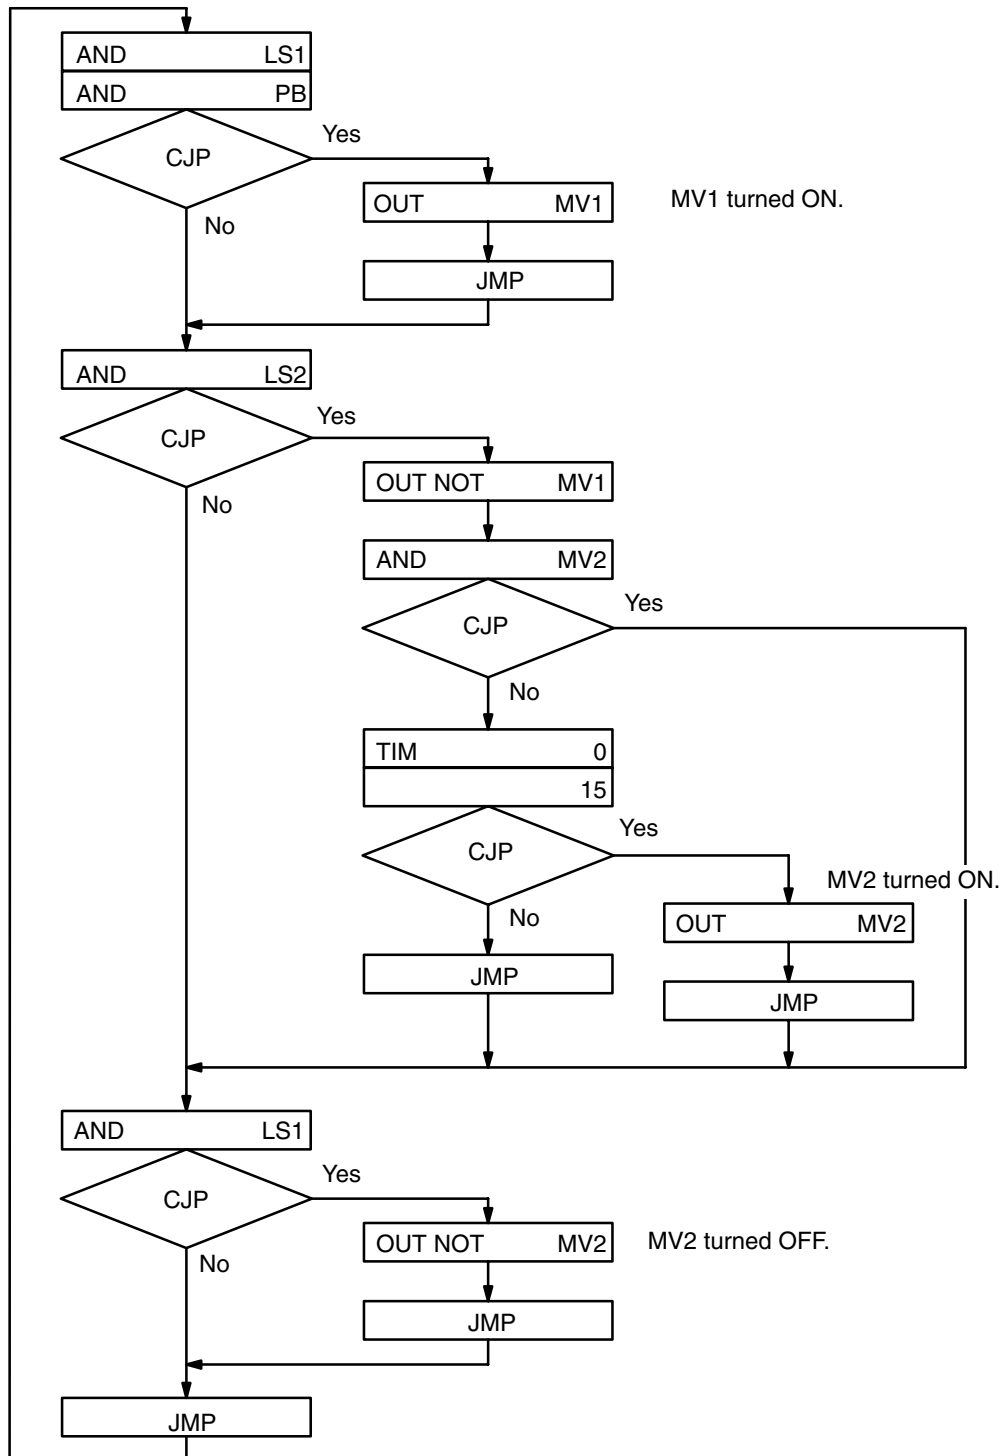 AND LS1
AND PB
CJP
Yes
OUT MV1
MV1 turned ON.
No
JMP
AND LS2
CJP
Yes
OUT NOT MV1
No
AND MV2
CJP
Yes
No
TIM 0
15
CJP
Yes
MV2 turned ON.
No
OUT MV2
JMP
JMP
AND LS1
CJP
Yes
OUT NOT MV2
MV2 turned OFF.
No
JMP
JMP